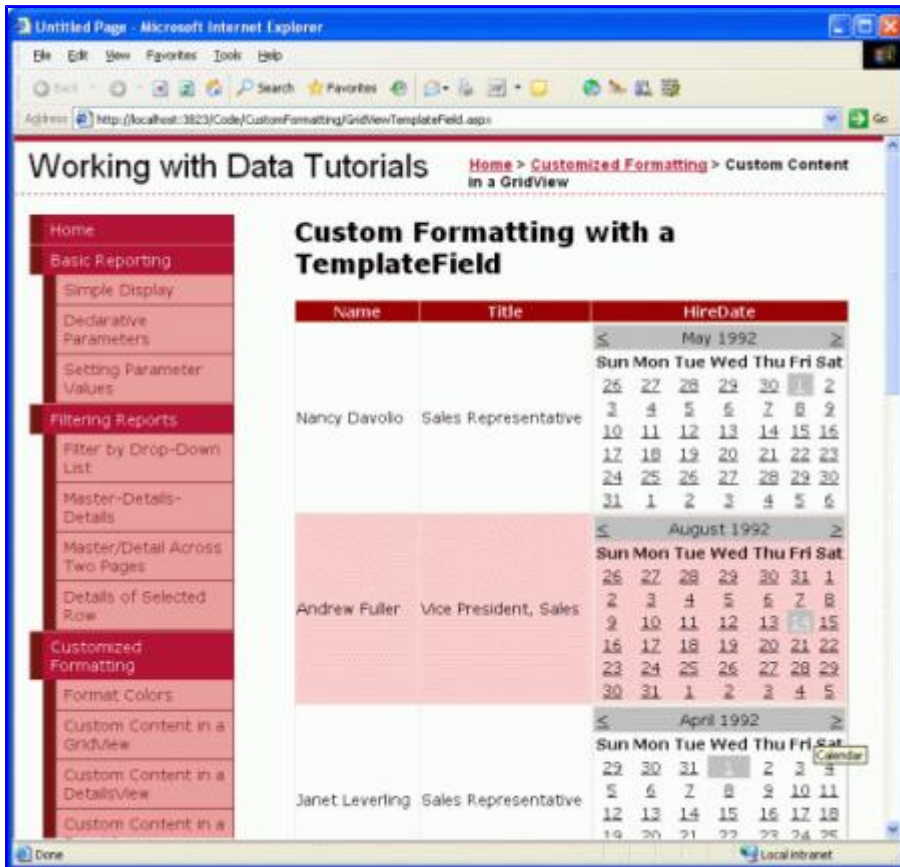 Untitled Page - Microsoft Internet Explorer
File Edit View Favorites Tools Help
Back Search Favorites
Address http://localhost:3823/Code/CustomFormatting/GridViewTemplateField.aspx Go
Working with Data Tutorials
Home > Customized Formatting > Custom Content
in a GridView
Home
Basic Reporting
Simple Display
Declarative
Parameters
Setting Parameter
Values
Filtering Reports
Filter by Drop-Down
List
Master-Details-
Details
Master/Detail Across
Two Pages
Details of Selected
Row
Customized
Formatting
Format Colors
Custom Content in a
GridView
Custom Content in a
DetailsView
Custom Content in a
Custom Formatting with a
TemplateField
Name Title HireDate
Nancy Davolio Sales Representative
< May 1992 >
Sun Mon Tue Wed Thu Fri Sat
26 27 28 29 30 1 2
3 4 5 6 7 8 9
10 11 12 13 14 15 16
17 18 19 20 21 22 23
24 25 26 27 28 29 30
31 1 2 3 4 5 6
Andrew Fuller Vice President, Sales
< August 1992 >
Sun Mon Tue Wed Thu Fri Sat
26 27 28 29 30 31 1
2 3 4 5 6 7 8
9 10 11 12 13 14 15
16 17 18 19 20 21 22
23 24 25 26 27 28 29
30 31 1 2 3 4 5
Janet Leverling Sales Representative
< April 1992 >
Sun Mon Tue Wed Thu Fri Sat
Calendar
29 30 31 1 2 3 4
5 6 7 8 9 10 11
12 13 14 15 16 17 18
19 20 21 22 23 24 25
Done Local intranet